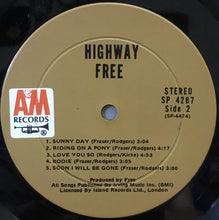 HIGHWAY
FREE
A&M
RECORDS
STEREO
SP 4287
Side 2
(SP-4474)
1. SUNNY DAY (Fraser/Rodgers) 3:04
2. RIDING ON A PONY (Fraser/Rodgers) 4:32
3. LOVE YOU SO (Rodgers/Kirke) 4:53
4. BODIE (Fraser/Rodgers) 3:05
5. SOON I WILL BE GONE (Fraser/Rodgers) 3:01
Produced by Free
All Songs Published by Irving Music Inc. (BMI)
Licensed By Island Records Ltd., London